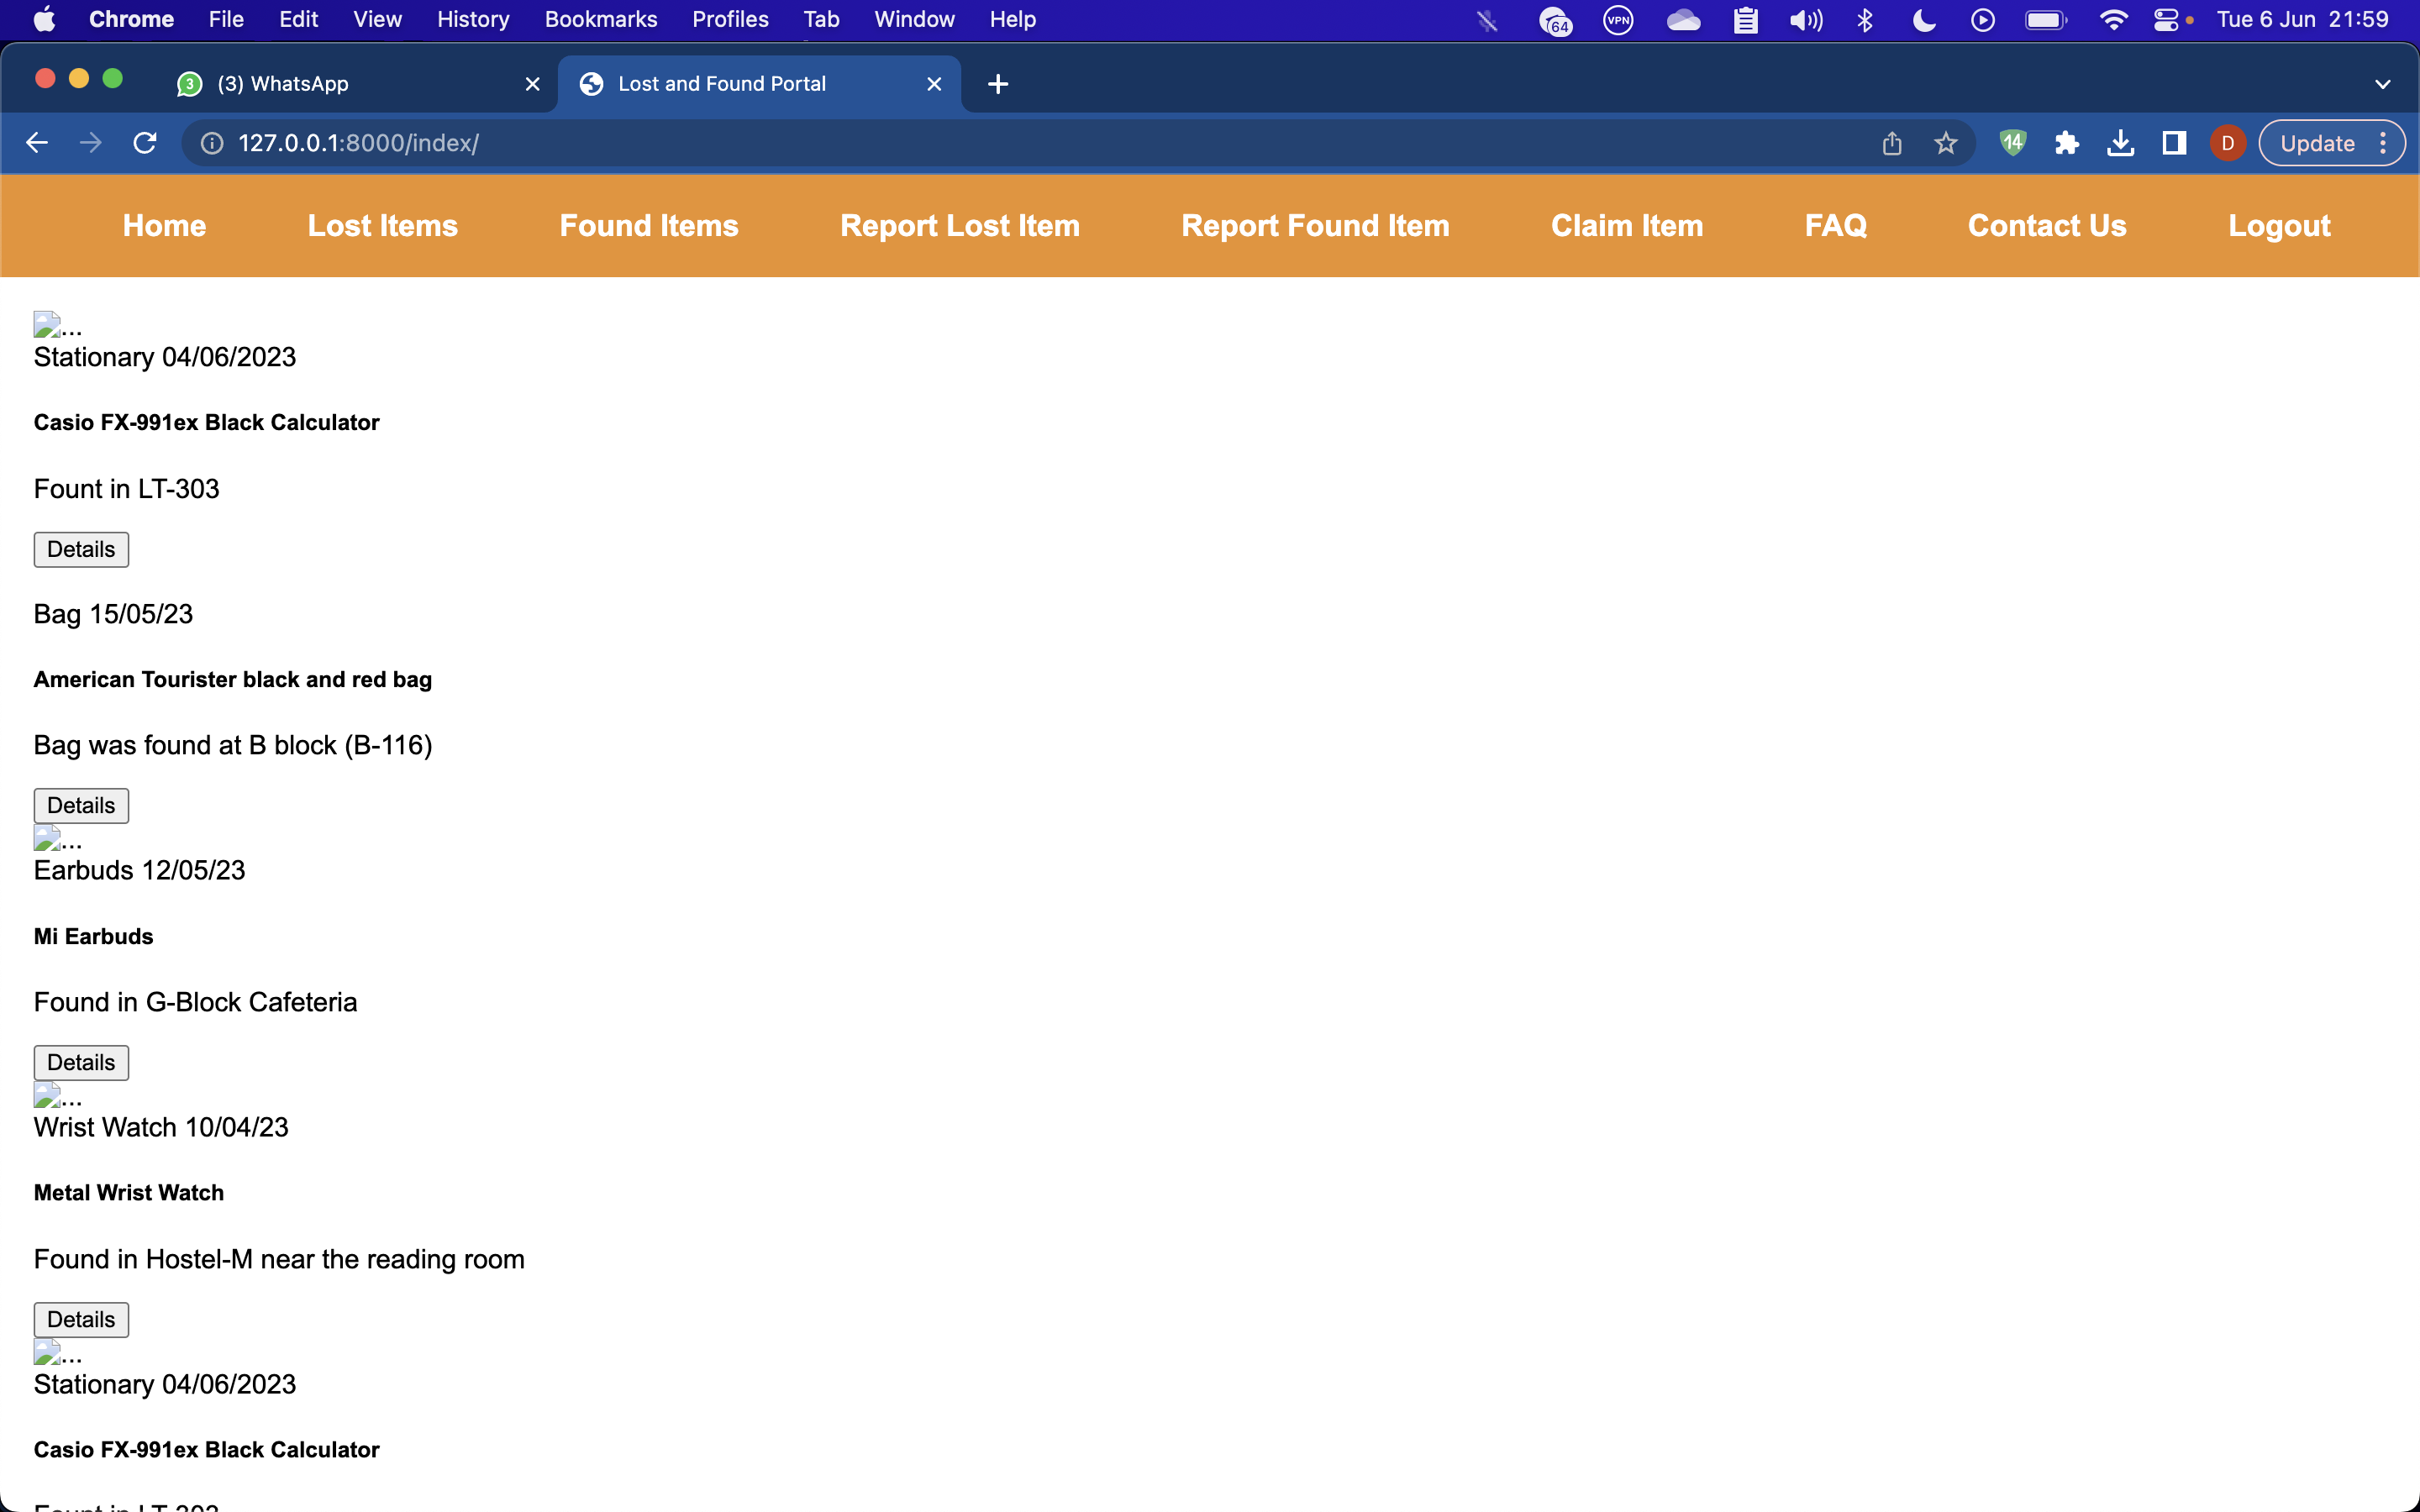 Chrome File Edit View History Bookmarks Profiles Tab Window Help 64 VPN Tue 6 Jun 21:59
3 (3) WhatsApp Lost and Found Portal
127.0.0.1:8000/index/ 14 D Update
Home Lost Items Found Items Report Lost Item Report Found Item Claim Item FAQ Contact Us Logout
...
Stationary 04/06/2023
Casio FX-991ex Black Calculator
Fount in LT-303
Details
Bag 15/05/23
American Tourister black and red bag
Bag was found at B block (B-116)
Details
...
Earbuds 12/05/23
Mi Earbuds
Found in G-Block Cafeteria
Details
...
Wrist Watch 10/04/23
Metal Wrist Watch
Found in Hostel-M near the reading room
Details
...
Stationary 04/06/2023
Casio FX-991ex Black Calculator
Fount in LT-303